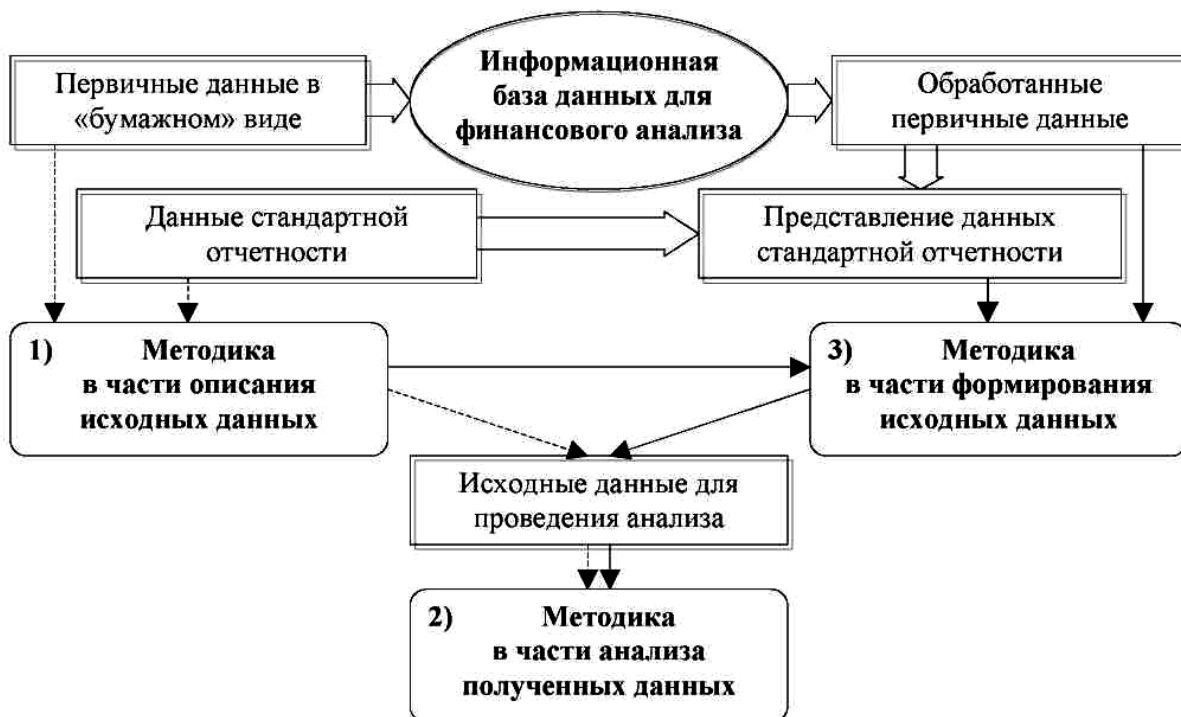 Первичные данные в
«бумажном» виде
Информационная
база данных для
финансового анализа
Обработанные
первичные данные
Данные стандартной
отчетности
Представление данных
стандартной отчетности
1) Методика
в части описания
исходных данных
3) Методика
в части формирования
исходных данных
Исходные данные для
проведения анализа
2) Методика
в части анализа
полученных данных